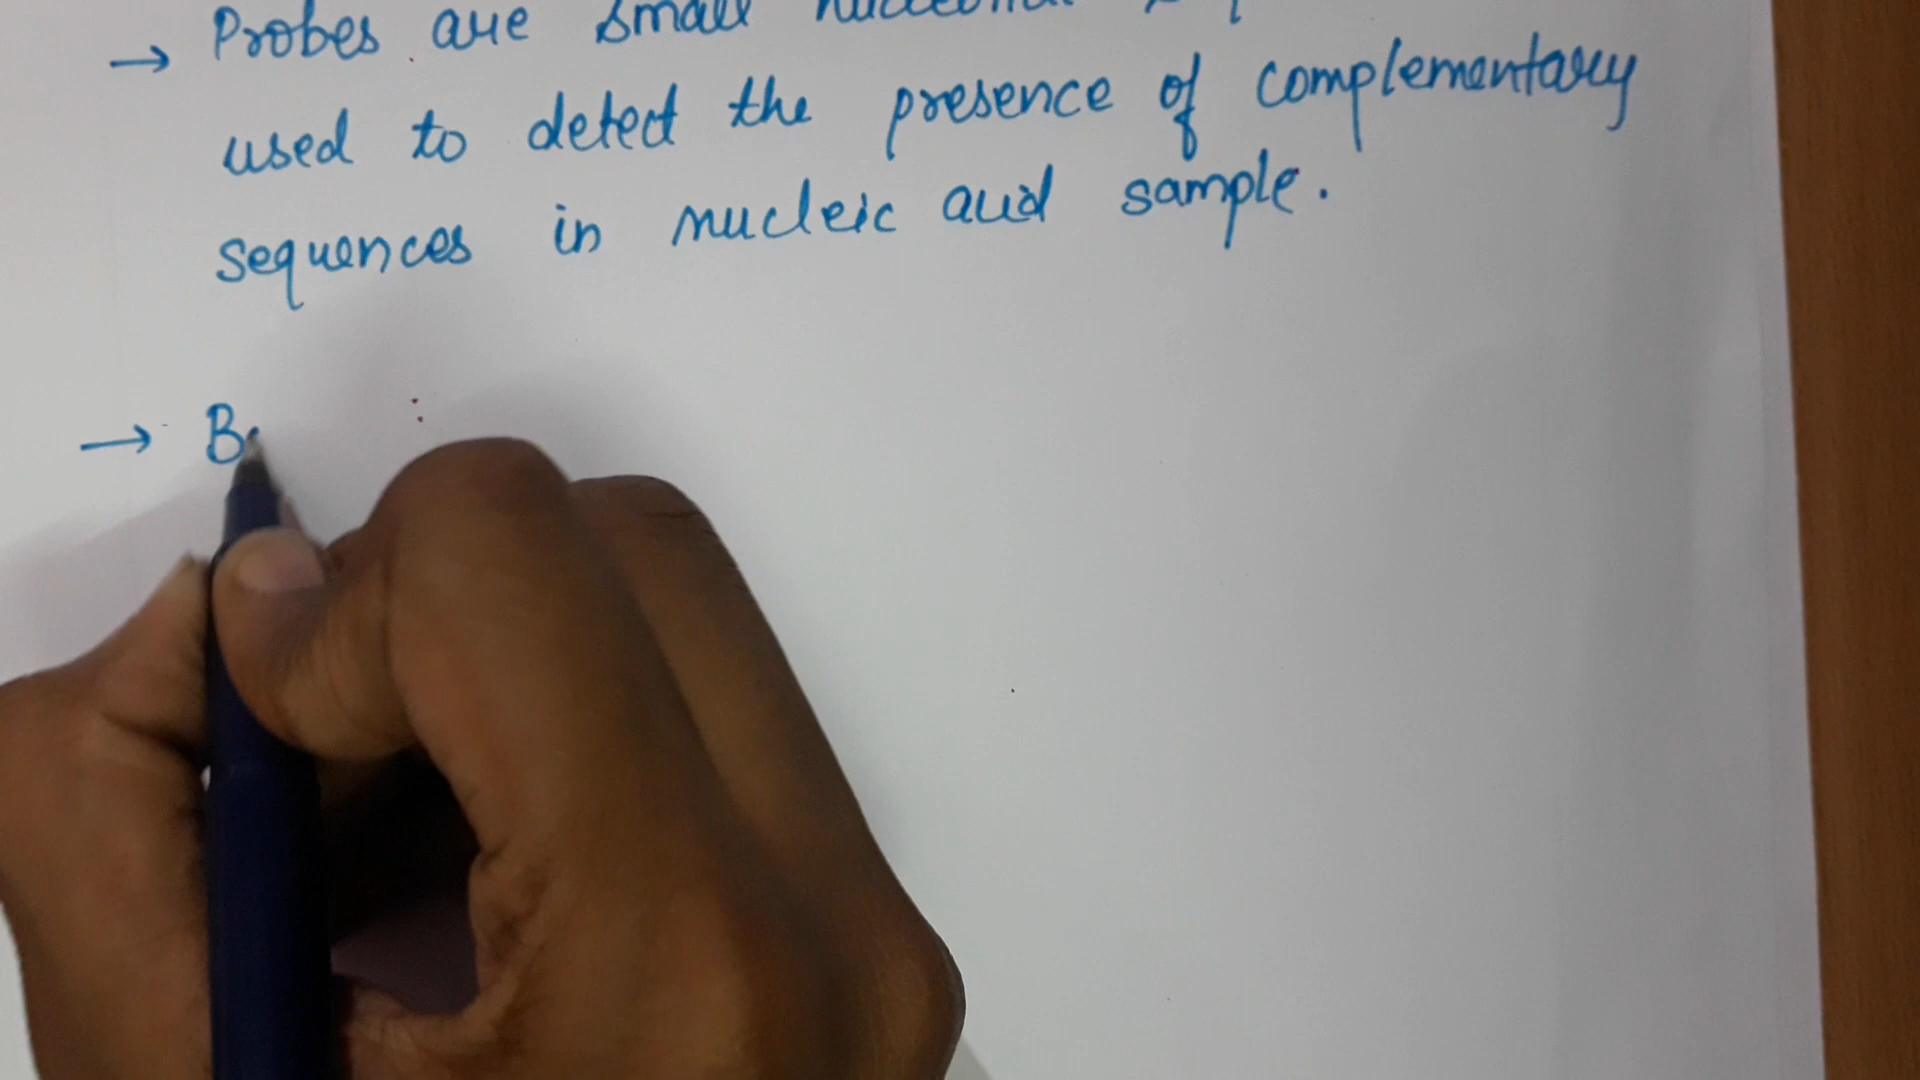 → Probes are small
used to detect the presence of complementary
sequences in nucleic acid sample.
→ B